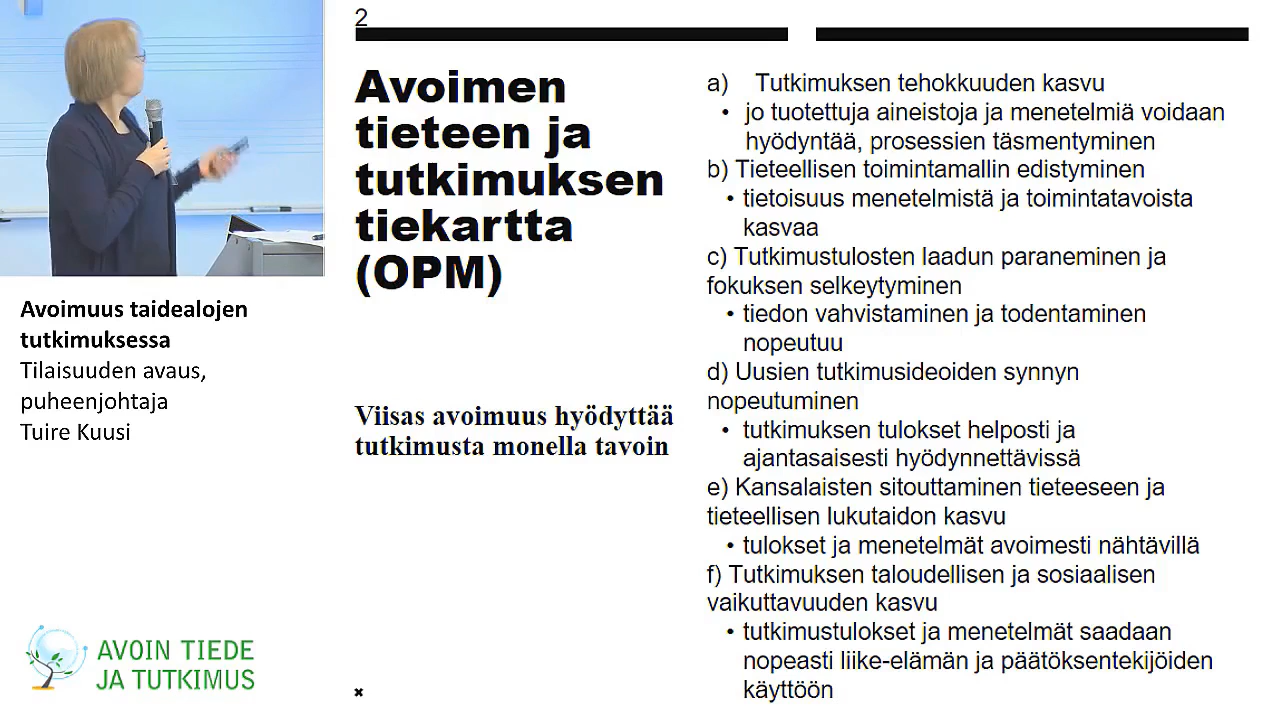 2
Avoimen
tieteen ja
tutkimuksen
tiekartta
(OPM)
Viisas avoimuus hyödyttää
tutkimusta monella tavoin
a) Tutkimuksen tehokkuuden kasvu
• jo tuotettuja aineistoja ja menetelmiä voidaan
hyödyntää, prosessien täsmentyminen
b) Tieteellisen toimintamallin edistyminen
• tietoisuus menetelmistä ja toimintatavoista
kasvaa
c) Tutkimustulosten laadun paraneminen ja
fokuksen selkeytyminen
• tiedon vahvistaminen ja todentaminen
nopeutuu
d) Uusien tutkimusideoiden synnyn
nopeutuminen
• tutkimuksen tulokset helposti ja
ajantasaisesti hyödynnettävissä
e) Kansalaisten sitouttaminen tieteeseen ja
tieteellisen lukutaidon kasvu
• tulokset ja menetelmät avoimesti nähtävillä
f) Tutkimuksen taloudellisen ja sosiaalisen
vaikuttavuuden kasvu
• tutkimustulokset ja menetelmät saadaan
nopeasti liike-elämän ja päätöksentekijöiden
käyttöön
Avoimuus taidealojen
tutkimuksessa
Tilaisuuden avaus,
puheenjohtaja
Tuire Kuusi
AVOIN TIEDE
JA TUTKIMUS